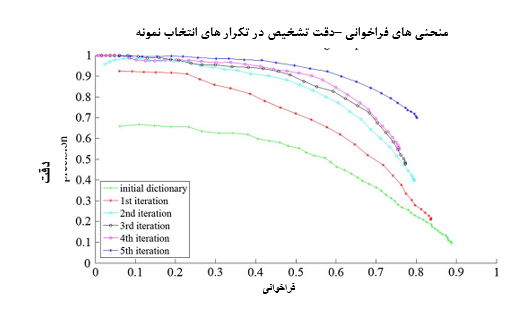 منحنی های فراخوانی –دقت تشخیص در تکرار های انتخاب نمونه
1
0.9
0.8
0.7
0.6
0.5
0.4
0.3
0.2
0.1
0
دقت
precision
initial dictionary
1st iteration
2nd iteration
3rd iteration
4th iteration
5th iteration
0 0.1 0.2 0.3 0.4 0.5 0.6 0.7 0.8 0.9 1
فراخوانی